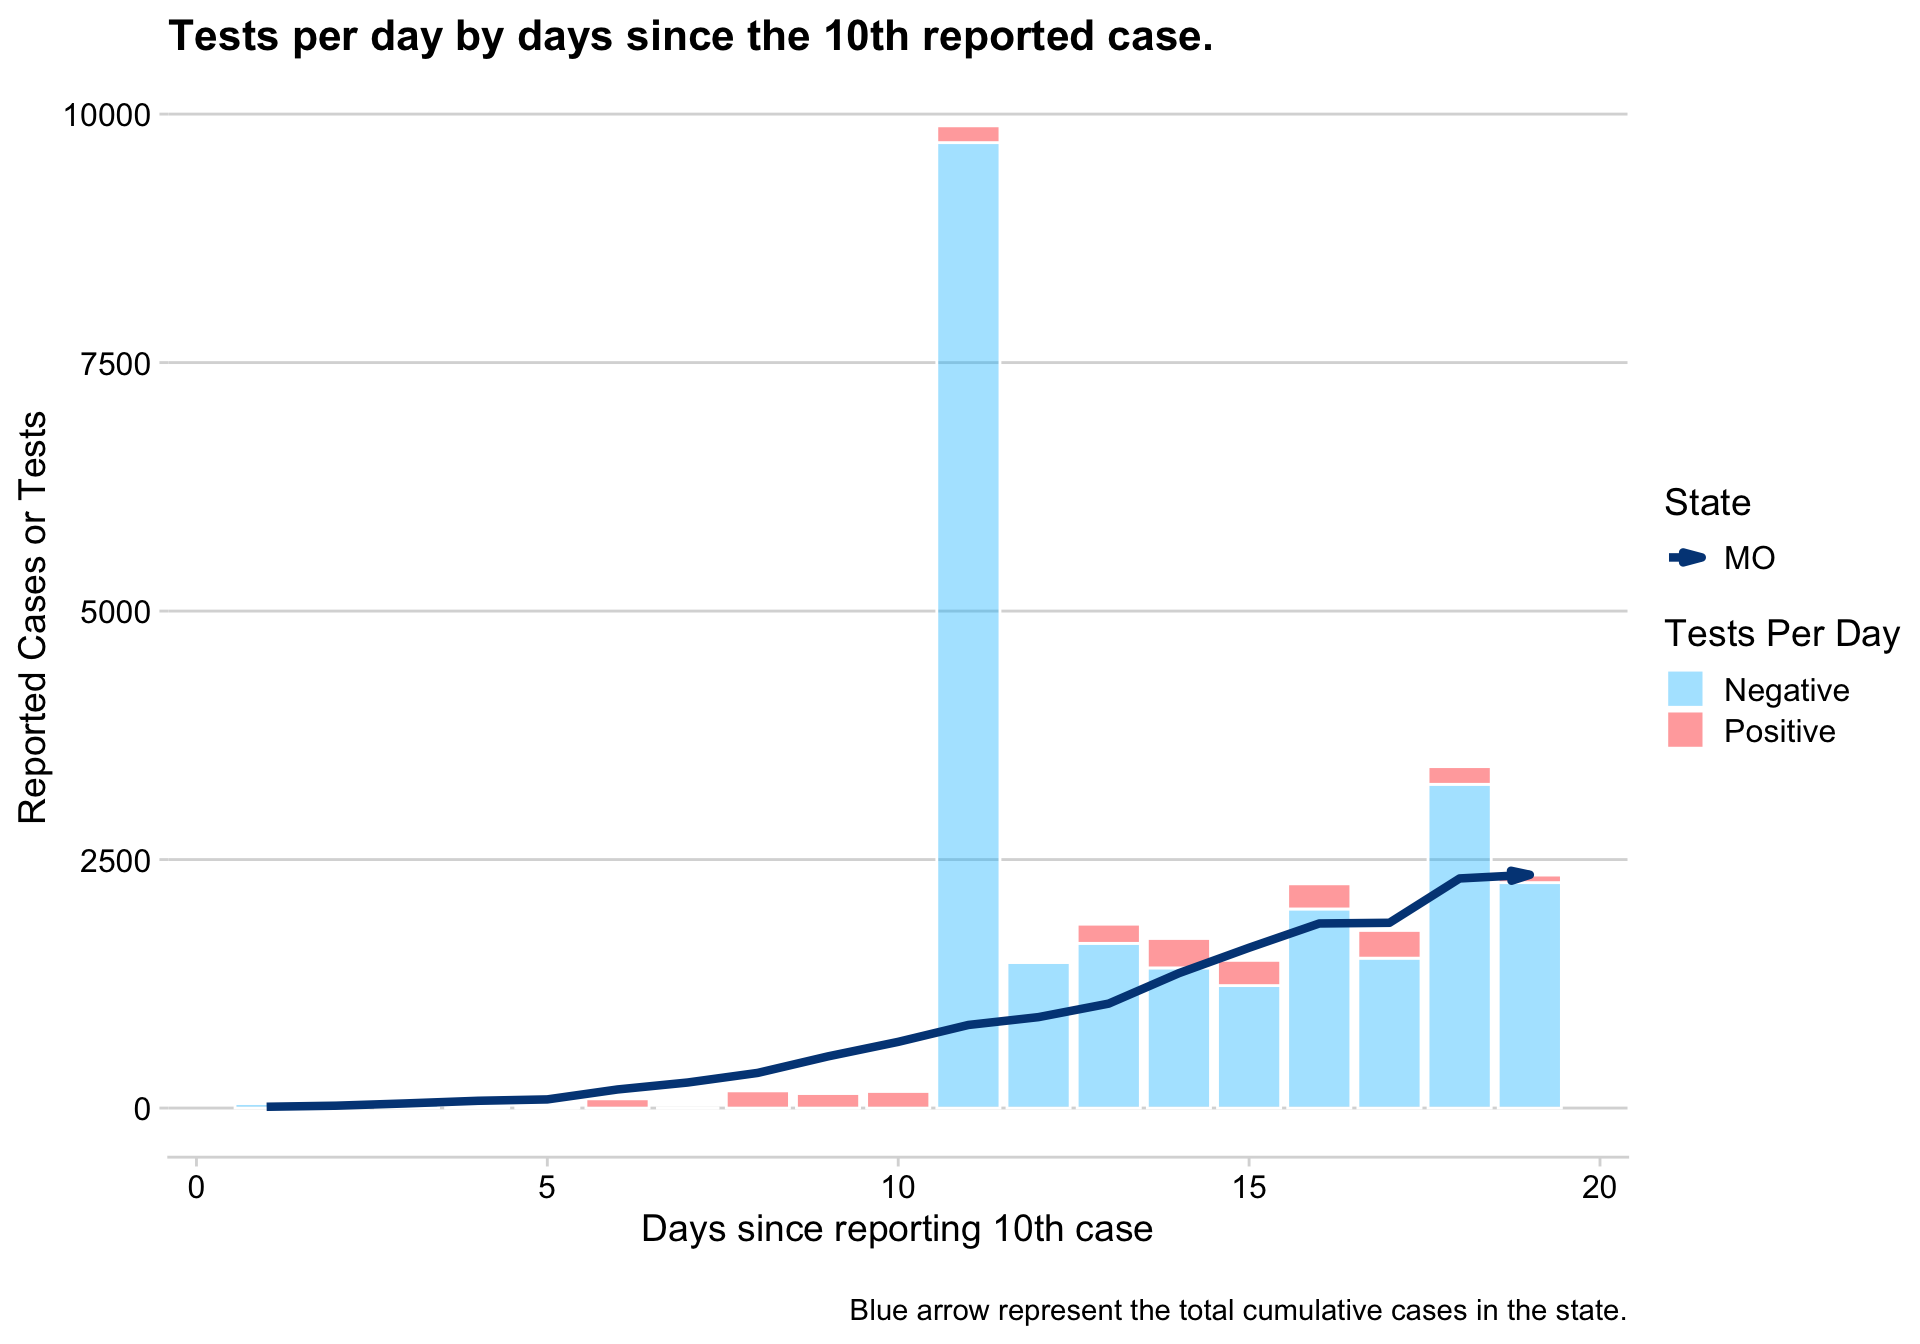 Tests per day by days since the 10th reported case.
10000
7500
5000
2500
0
Reported Cases or Tests
0 5 10 15 20
Days since reporting 10th case
State
MO
Tests Per Day
Negative
Positive
Blue arrow represent the total cumulative cases in the state.